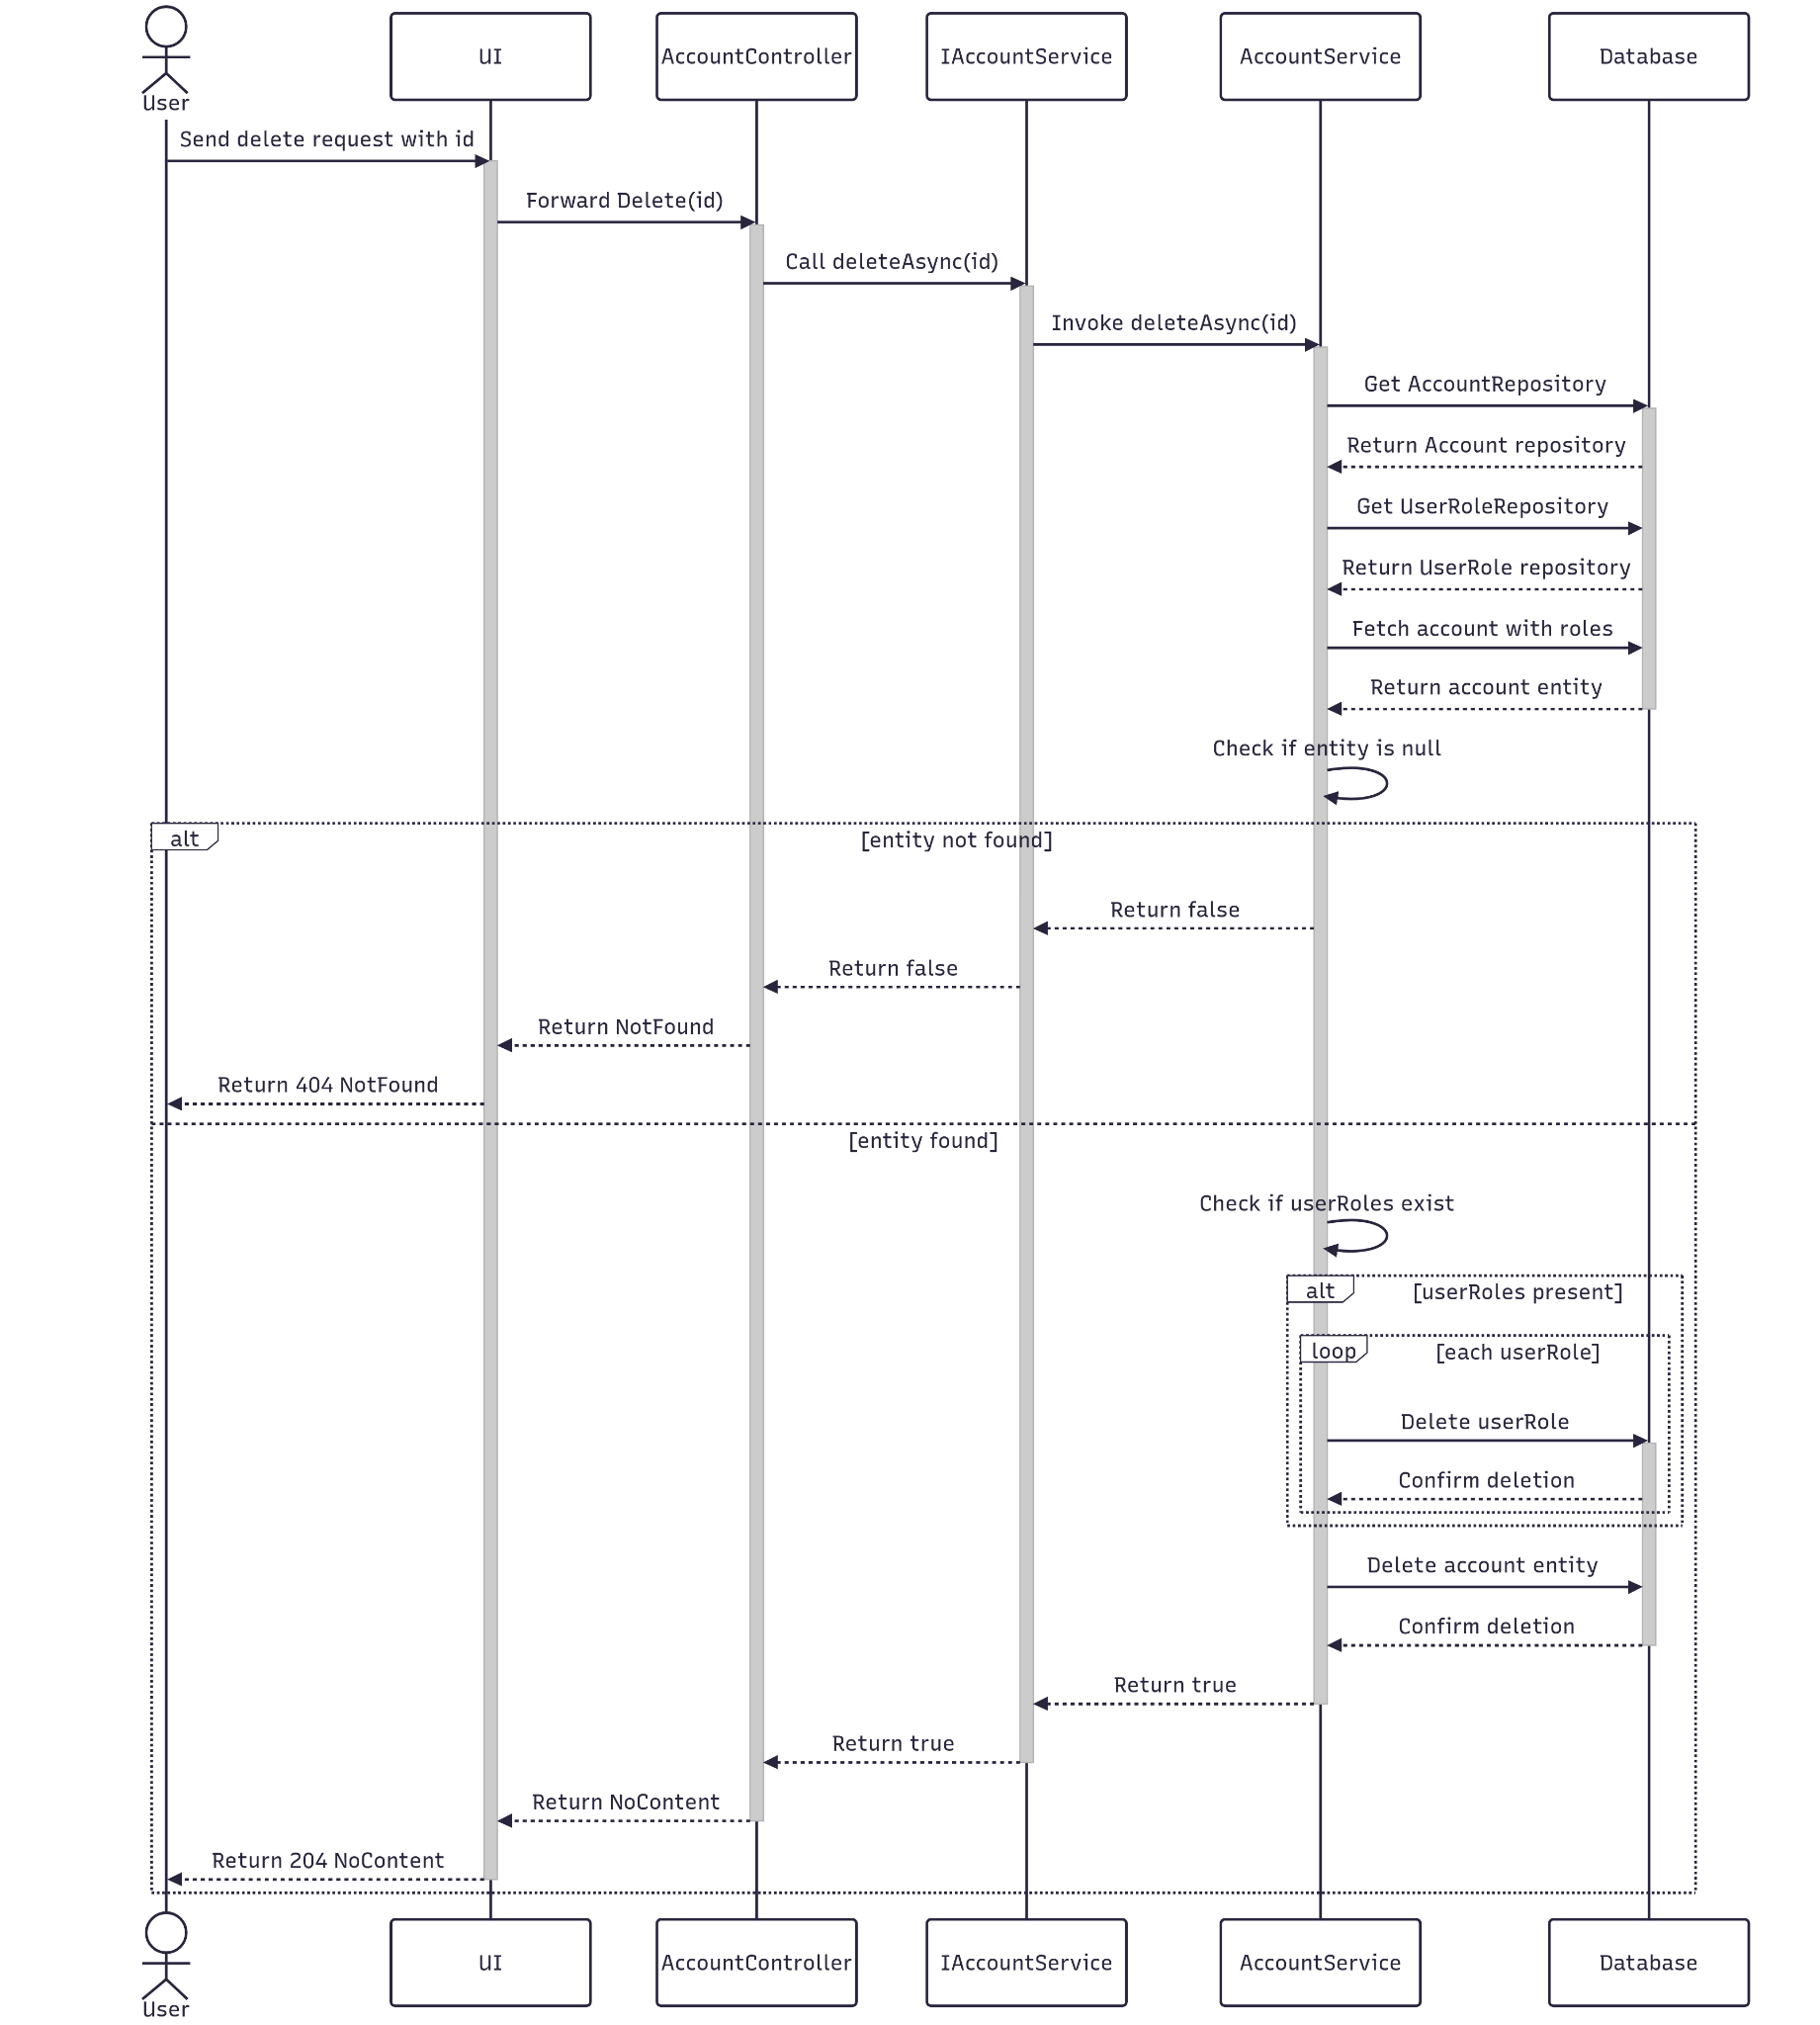 User
UI
AccountController
IAccountService
AccountService
Database
Send delete request with id
Forward Delete(id)
Call deleteAsync(id)
Invoke deleteAsync(id)
Get AccountRepository
Return Account repository
Get UserRoleRepository
Return UserRole repository
Fetch account with roles
Return account entity
Check if entity is null
alt
[entity not found]
Return false
Return false
Return NotFound
Return 404 NotFound
[entity found]
Check if userRoles exist
alt
[userRoles present]
loop
[each userRole]
Delete userRole
Confirm deletion
Delete account entity
Confirm deletion
Return true
Return true
Return NoContent
Return 204 NoContent
User
UI
AccountController
IAccountService
AccountService
Database